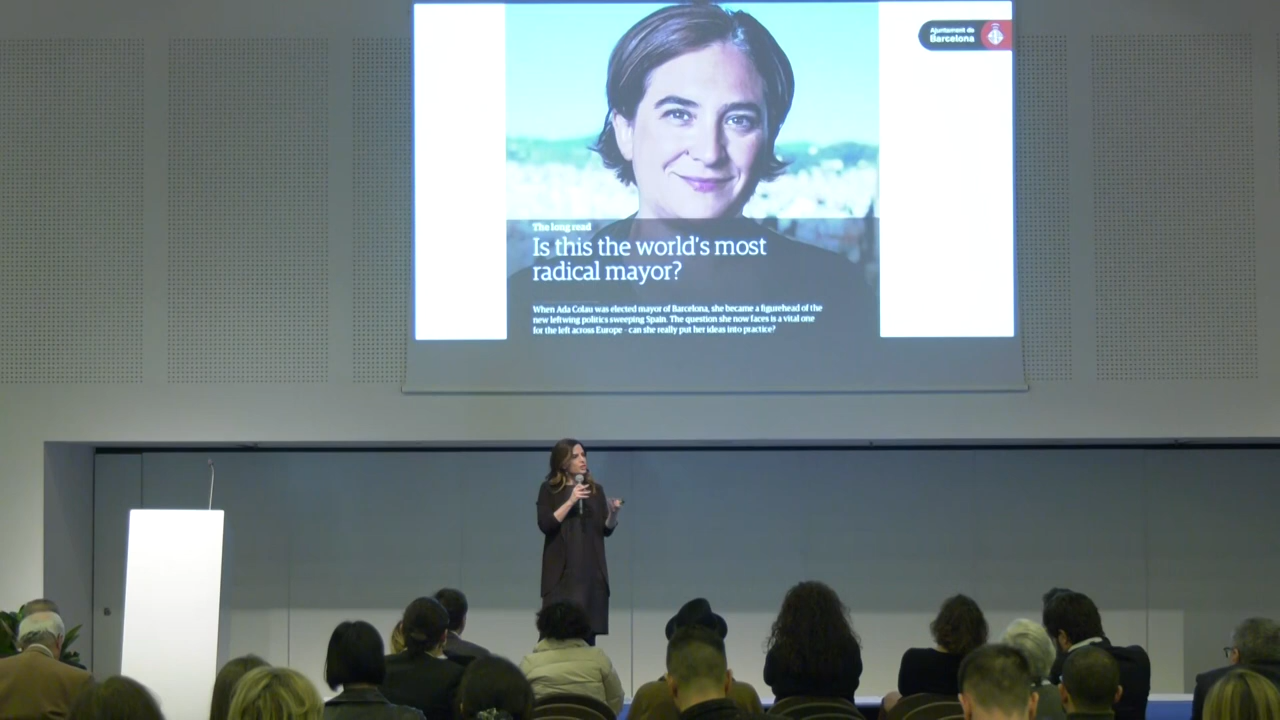 Ajuntament de
Barcelona
The long read
Is this the world's most
radical mayor?
When Ada Colau was elected mayor of Barcelona, she became a figurehead of the
new leftwing politics sweeping Spain. The question she now faces is a vital one
for the left across Europe - can she really put her ideas into practice?